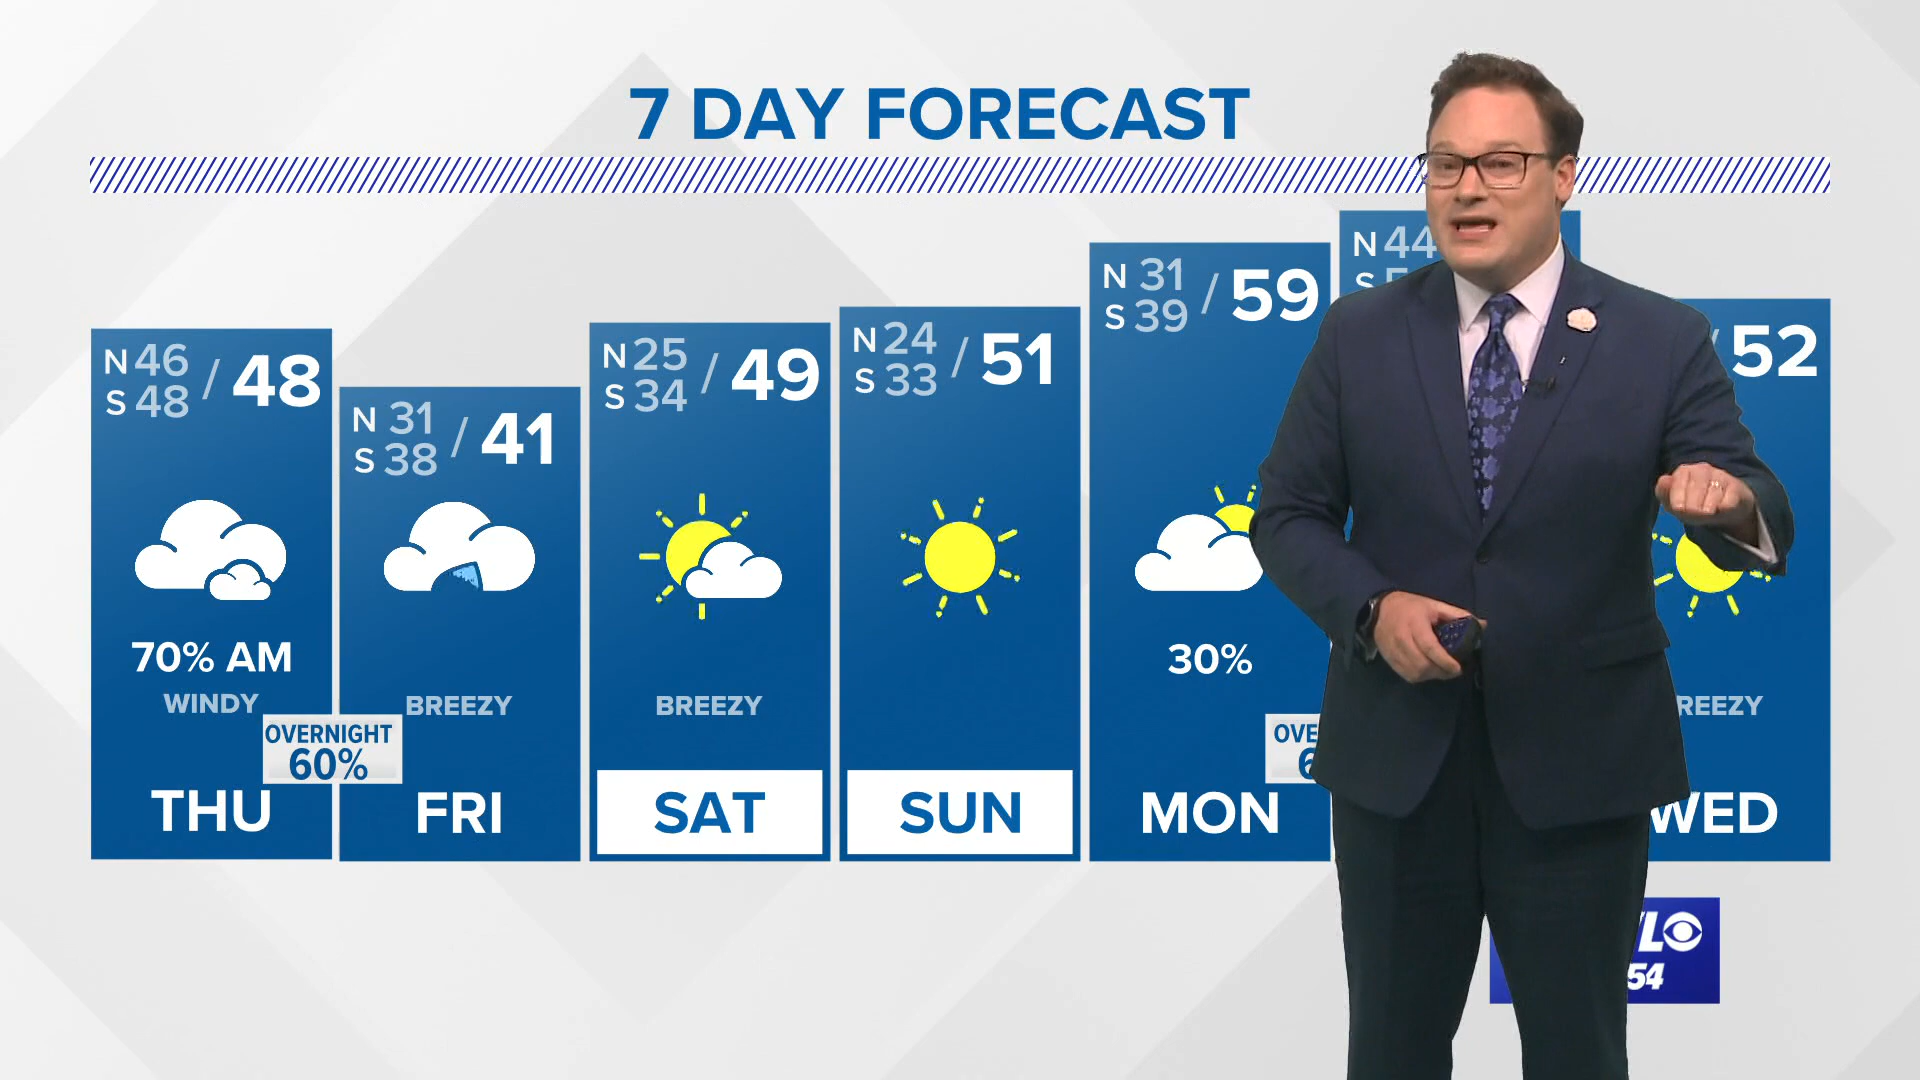 7 DAY FORECAST
N 46
S 48
/ 48
70% AM
WINDY
THU
OVERNIGHT
60%
N 31
S 38
/ 41
BREEZY
FRI
N 25
S 34
/ 49
BREEZY
SAT
N 24
S 33
/ 51
SUN
N 31
S 39
/ 59
30%
MON
N 44
S
/ 52
WED
54